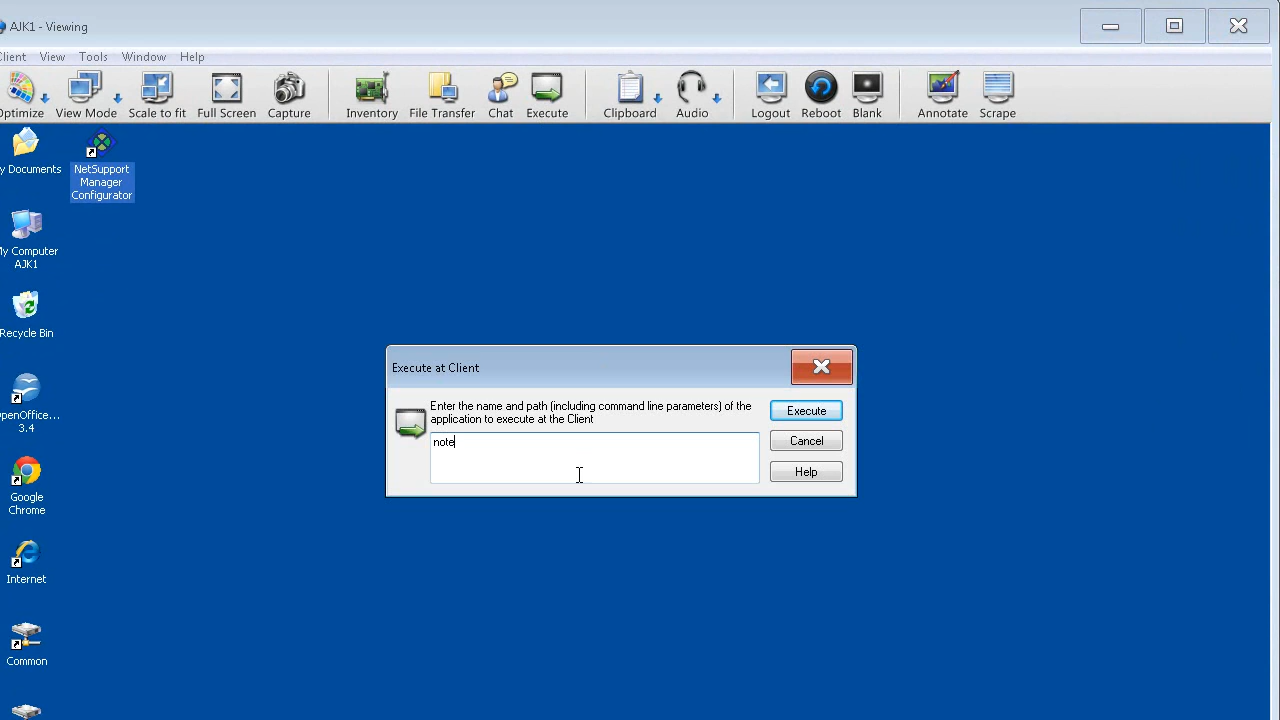 AJK1 - Viewing
Client View Tools Window Help
Optimize View Mode Scale to fit Full Screen Capture Inventory File Transfer Chat Execute Clipboard Audio Logout Reboot Blank Annotate Scrape
y Documents
NetSupport
Manager
Configurator
My Computer
AJK1
Recycle Bin
OpenOffice...
3.4
Google
Chrome
Internet
Common
Execute at Client
Enter the name and path (including command line parameters) of the
application to execute at the Client
note
Execute
Cancel
Help